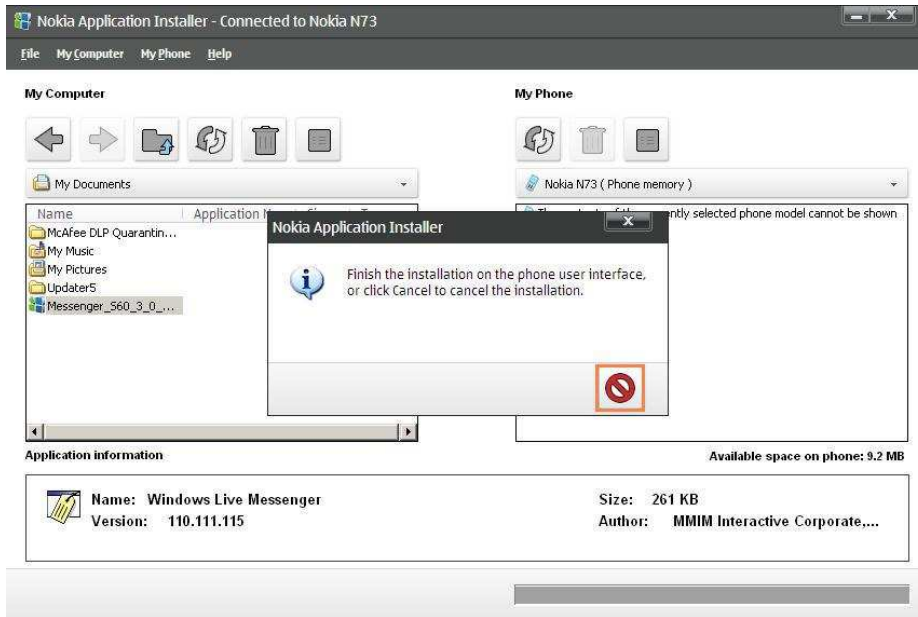 Nokia Application Installer - Connected to Nokia N73
File My Computer My Phone Help
My Computer
My Phone
My Documents
Nokia N73 ( Phone memory )
Name Application
ently selected phone model cannot be shown
McAfee DLP Quarantin...
My Music
My Pictures
Updater5
Messenger_S60_3_0_...
Nokia Application Installer
Finish the installation on the phone user interface,
or click Cancel to cancel the installation.
Application information
Available space on phone: 9.2 MB
Name: Windows Live Messenger
Size: 261 KB
Version: 110.111.115
Author: MMIM Interactive Corporate,...